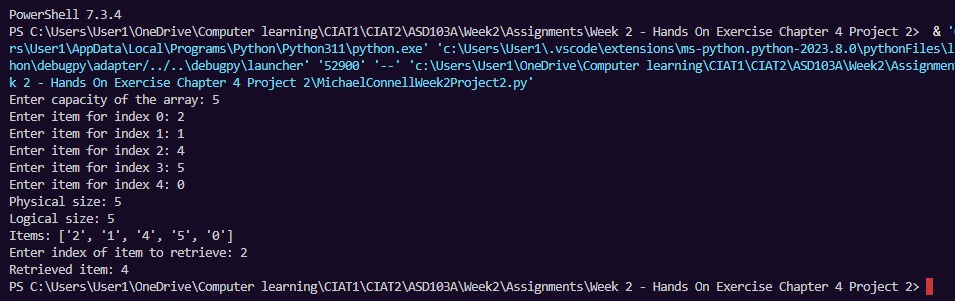 PowerShell 7.3.4
PS C:\Users\User1\OneDrive\Computer learning\CIAT1\CIAT2\ASD103A\Week2\Assignments\Week 2 - Hands On Exercise Chapter 4 Project 2>  & '
rs\User1\AppData\Local\Programs\Python\Python311\python.exe' 'c:\Users\User1\.vscode\extensions\ms-python.python-2023.8.0\pythonFiles\l
hon\debugpy\adapter/../..\debugpy\launcher' '52900' '--' 'c:\Users\User1\OneDrive\Computer learning\CIAT1\CIAT2\ASD103A\Week2\Assignmen
k 2 - Hands On Exercise Chapter 4 Project 2\MichaelConnellWeek2Project2.py'
Enter capacity of the array: 5
Enter item for index 0: 2
Enter item for index 1: 1
Enter item for index 2: 4
Enter item for index 3: 5
Enter item for index 4: 0
Physical size: 5
Logical size: 5
Items: ['2', '1', '4', '5', '0']
Enter index of item to retrieve: 2
Retrieved item: 4
PS C:\Users\User1\OneDrive\Computer learning\CIAT1\CIAT2\ASD103A\Week2\Assignments\Week 2 - Hands On Exercise Chapter 4 Project 2>